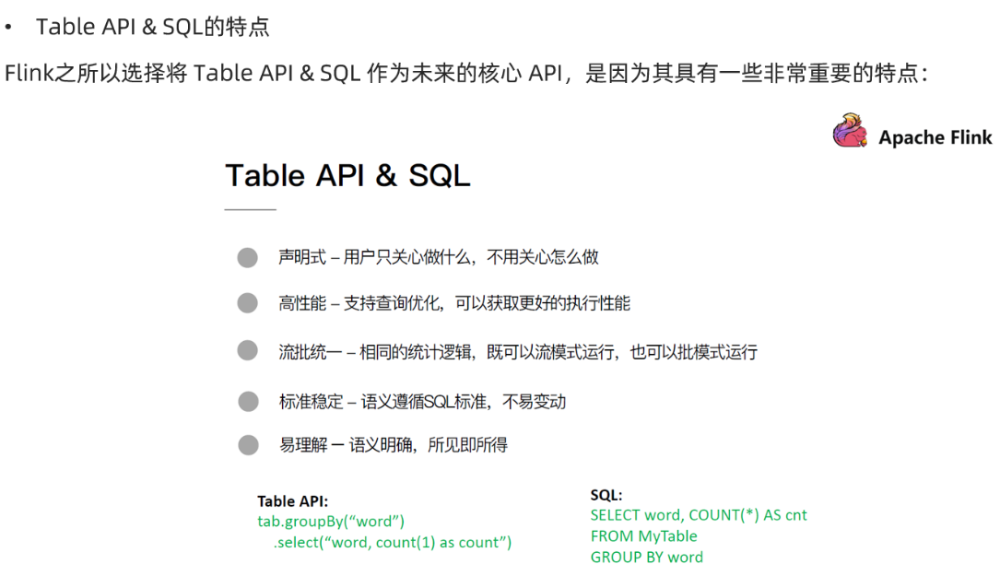 • Table API & SQL的特点
Flink之所以选择将 Table API & SQL 作为未来的核心 API，是因为其具有一些非常重要的特点：
Apache Flink
Table API & SQL
声明式 – 用户只关心做什么，不用关心怎么做
高性能 – 支持查询优化，可以获取更好的执行性能
流批统一 – 相同的统计逻辑，既可以流模式运行，也可以批模式运行
标准稳定 – 语义遵循SQL标准，不易变动
易理解 – 语义明确，所见即所得
Table API:
tab.groupBy(“word”)
.select(“word, count(1) as count”)
SQL:
SELECT word, COUNT(*) AS cnt
FROM MyTable
GROUP BY word